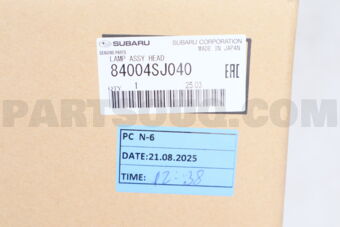 SUBARU
SUBARU CORPORATION
GENUINE PARTS
MADE IN JAPAN
LAMP ASSY HEAD
84004SJ040
EAC
QTY 1 25.03
PARTSOUQ.COM
PC N-6
DATE:21.08.2025
TIME: 12:38